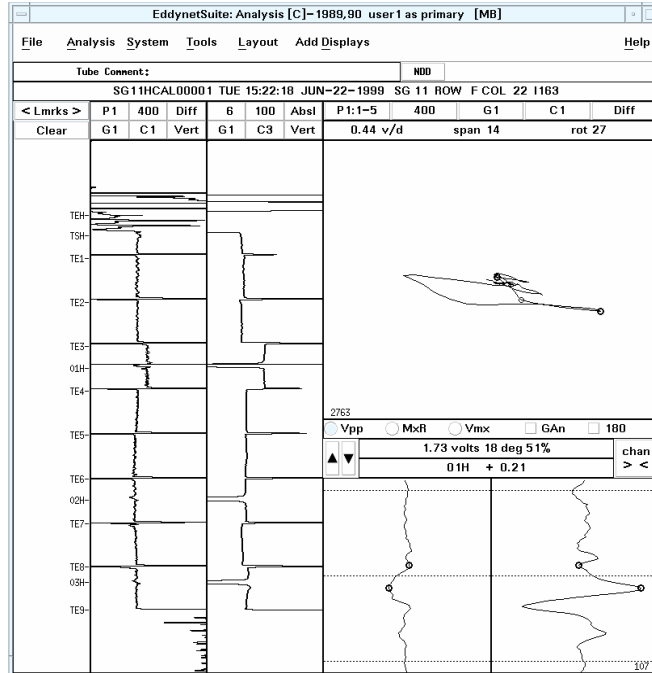 EddynetSuite: Analysis [C]-1989,90 user1 as primary [MB]
File Analysis System Tools Layout Add Displays Help
Tube Comment: NDD
SG11HCAL00001 TUE 15:22:18 JUN-22-1999 SG 11 ROW F COL 22 I163
< Lmrks > P1 400 Diff 6 100 Absl P1:1-5 400 G1 C1 Diff
Clear G1 C1 Vert G1 C3 Vert 0.44 v/d span 14 rot 27
TEH
TSH
TE1
TE2
TE3
01H
TE4
TE5
TE6
02H
TE7
TE8
03H
TE9
2763
Vpp MxR Vmx GAn 180
1.73 volts 18 deg 51% chan
01H + 0.21 > <
107